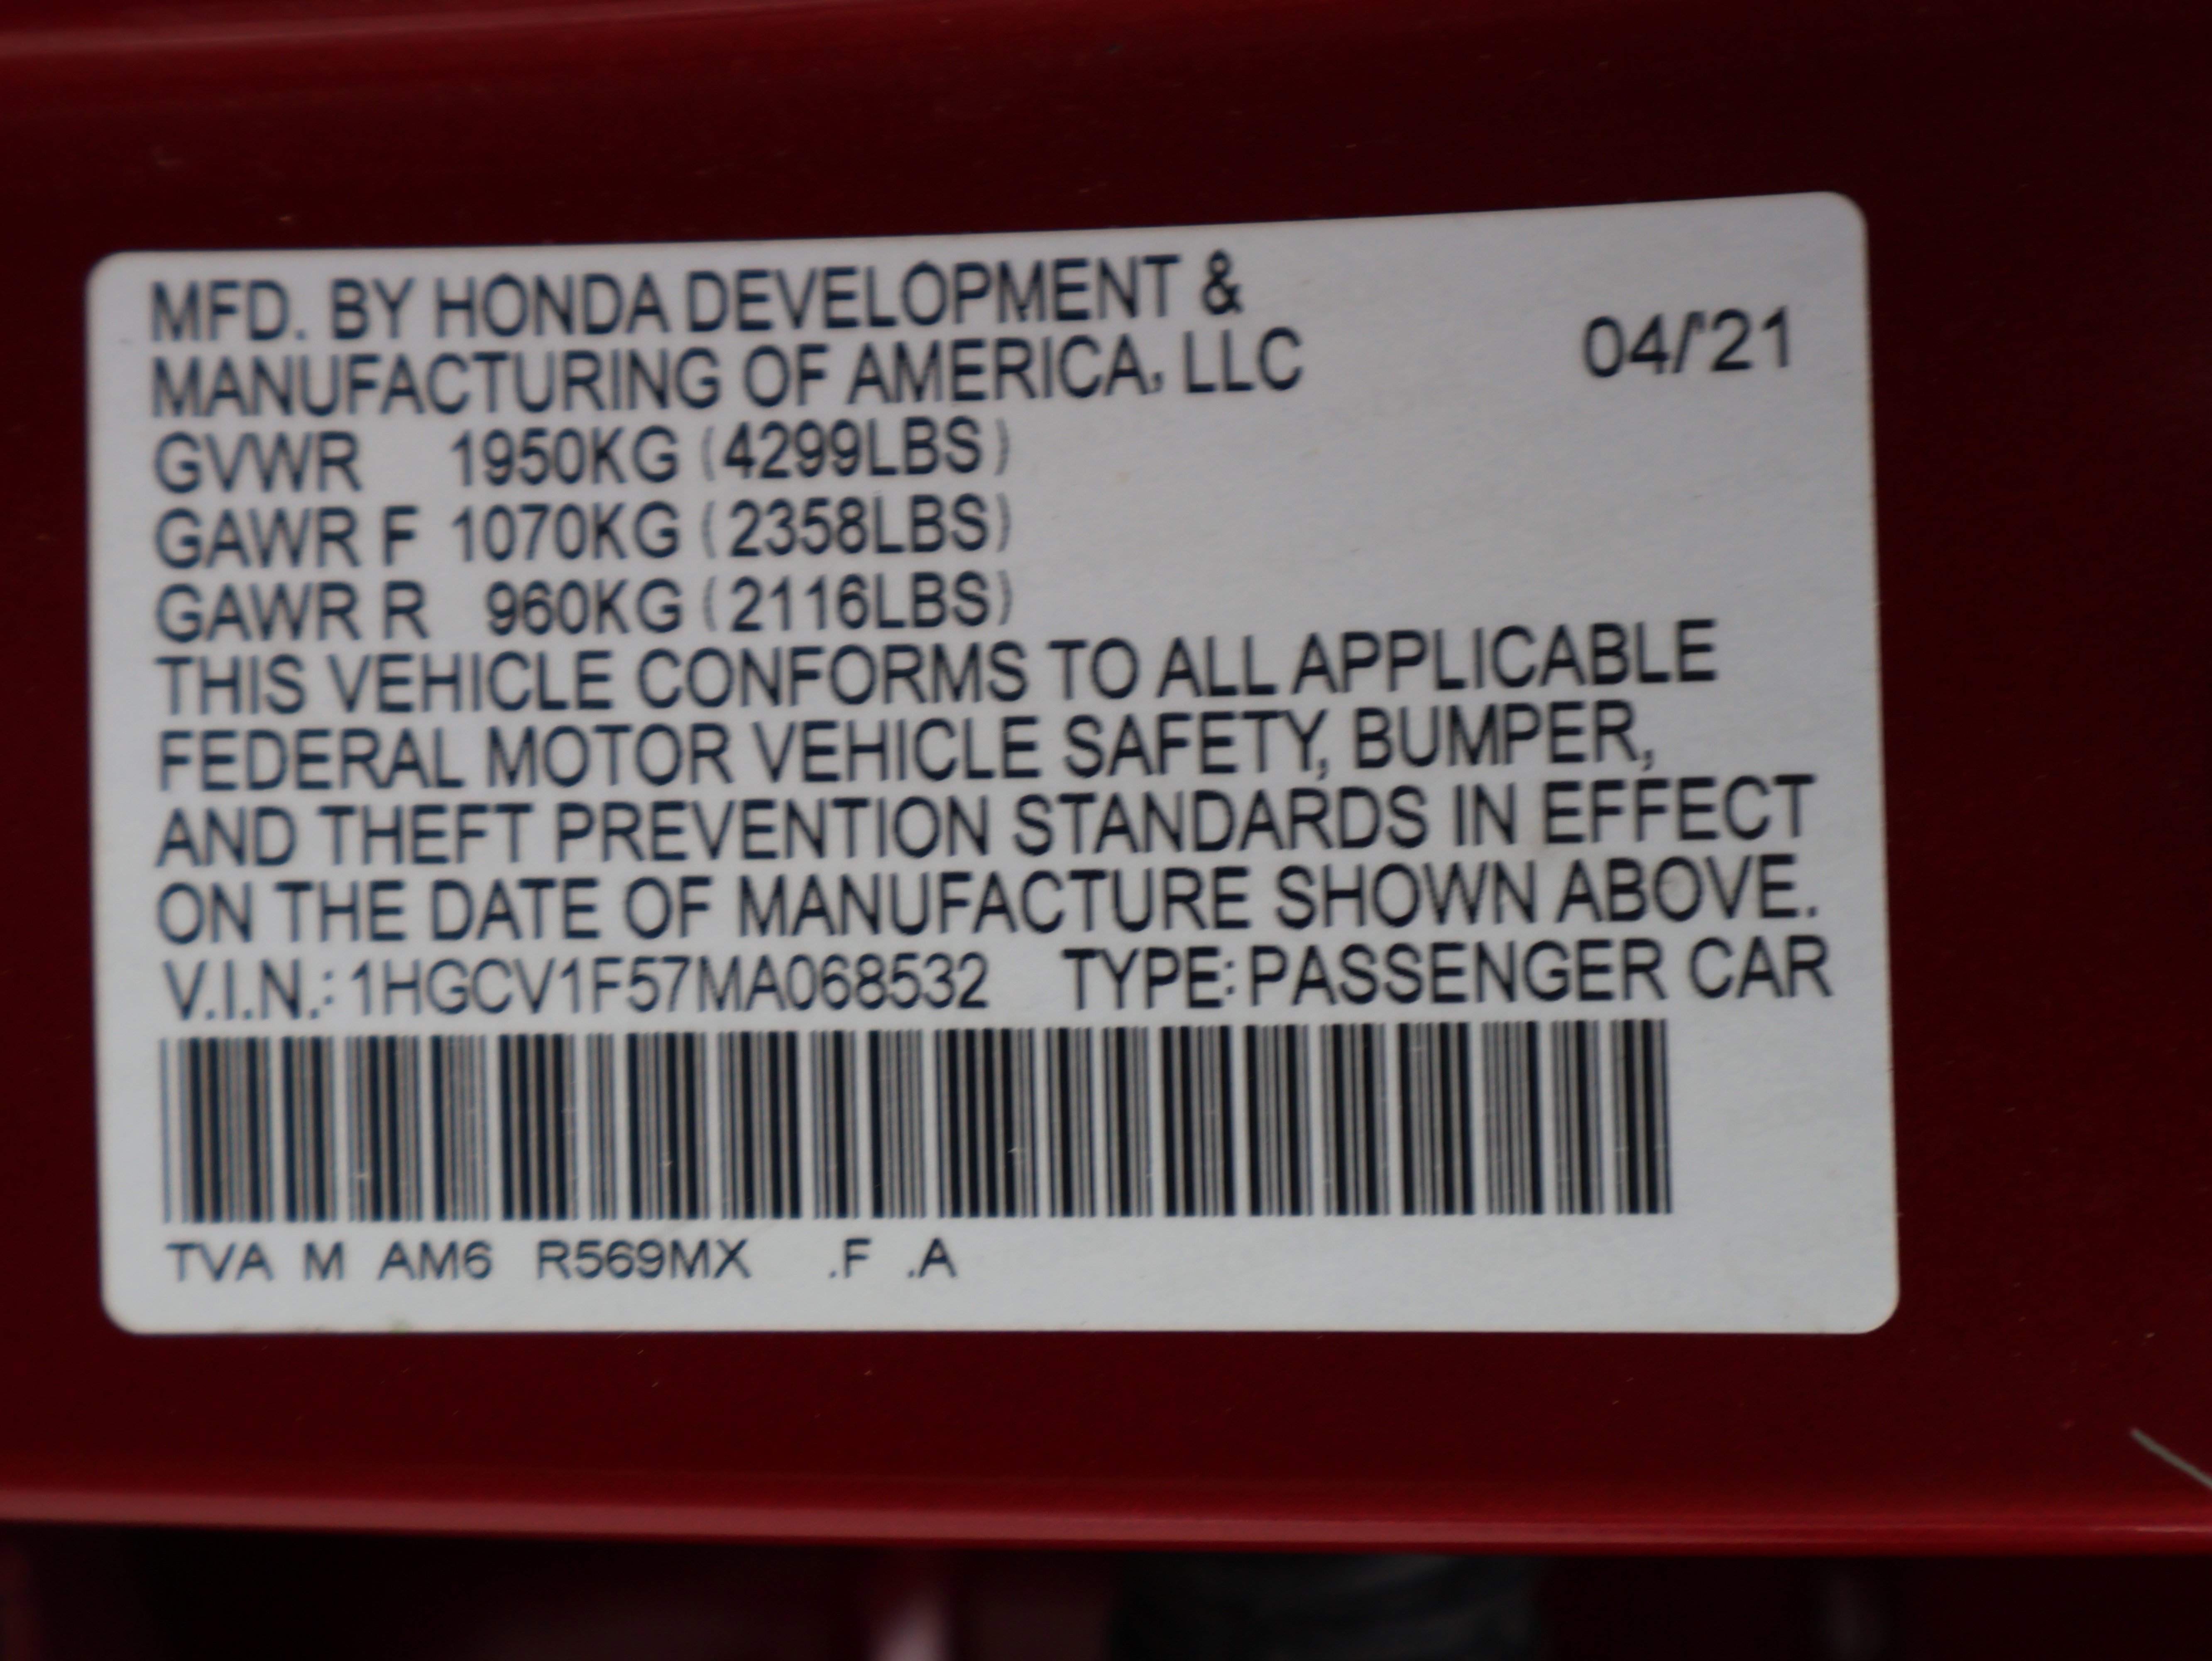 MFD. BY HONDA DEVELOPMENT &
MANUFACTURING OF AMERICA, LLC 04/'21
GVWR 1950KG (4299LBS)
GAWR F 1070KG (2358LBS)
GAWR R 960KG (2116LBS)
THIS VEHICLE CONFORMS TO ALL APPLICABLE
FEDERAL MOTOR VEHICLE SAFETY, BUMPER,
AND THEFT PREVENTION STANDARDS IN EFFECT
ON THE DATE OF MANUFACTURE SHOWN ABOVE.
V.I.N.: 1HGCV1F57MA068532 TYPE: PASSENGER CAR
TVA M AM6 R569MX .F .A